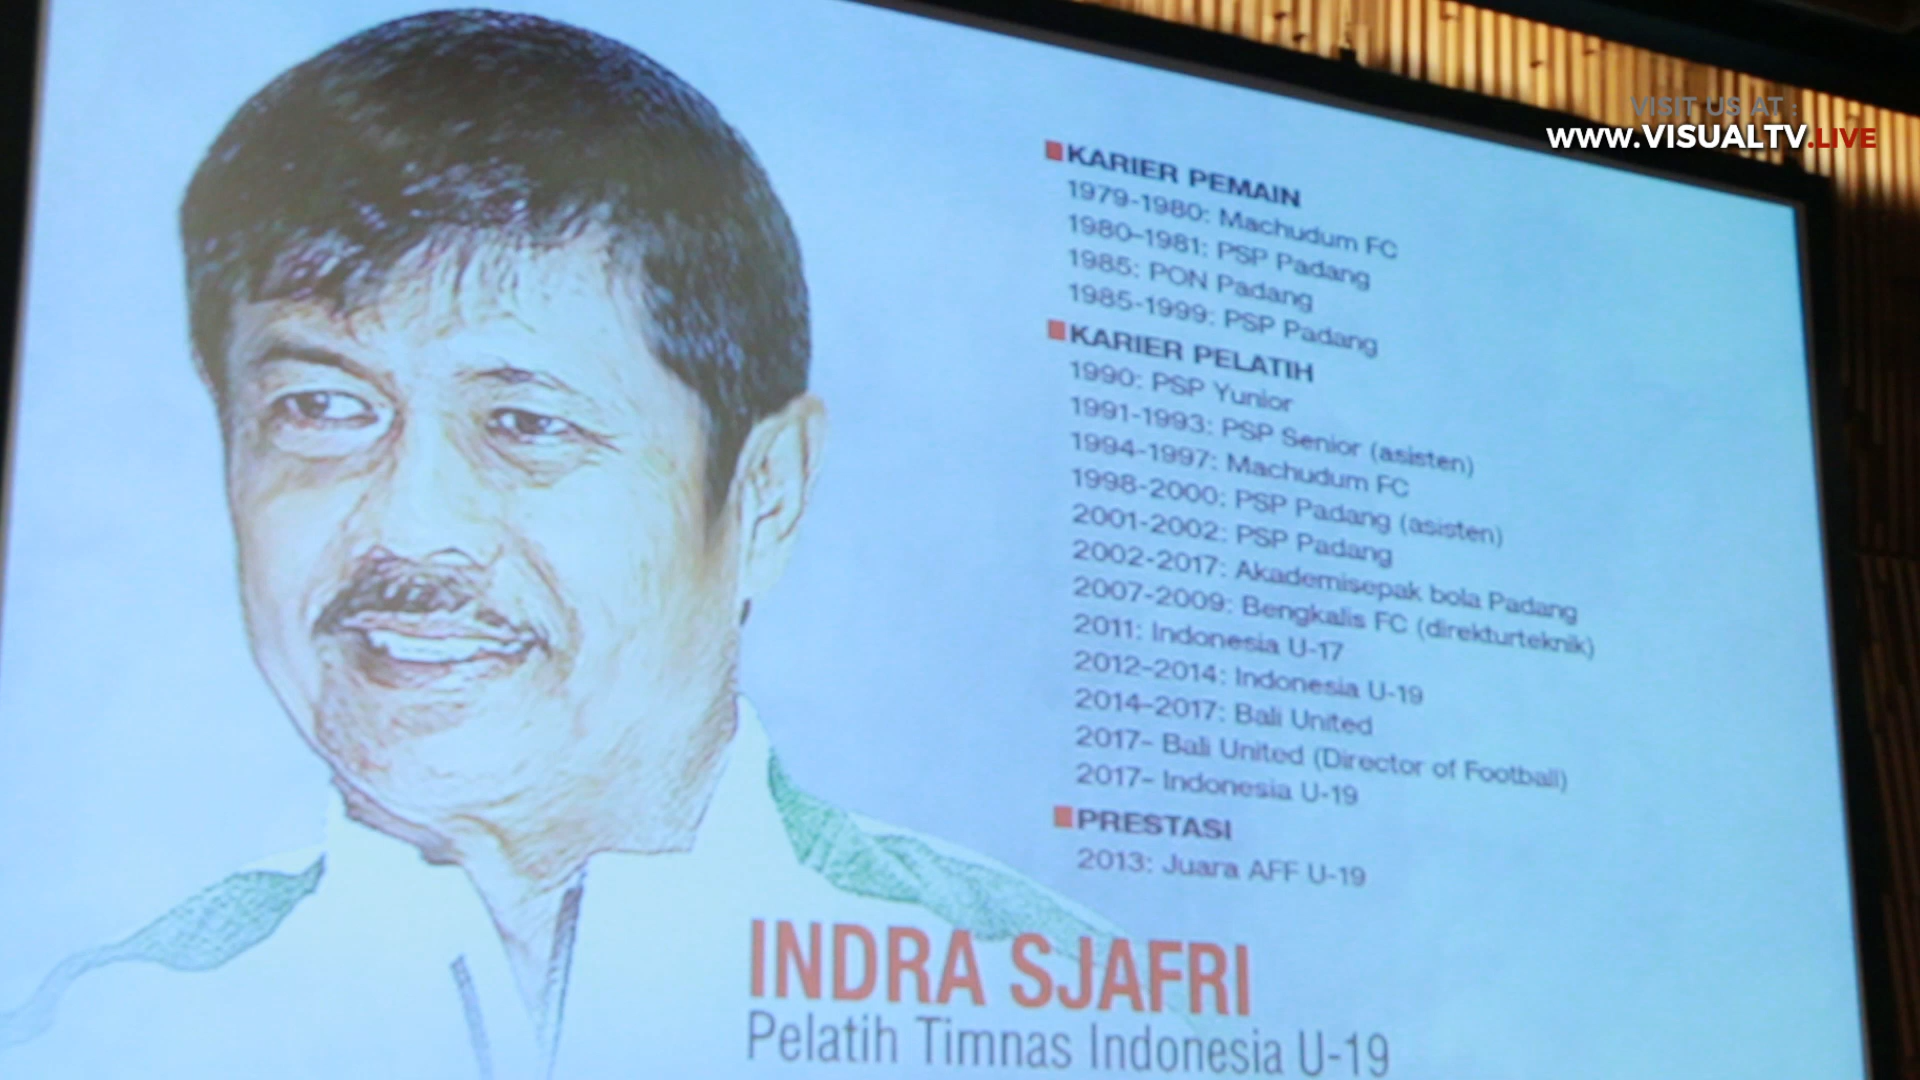 VISIT US AT :
WWW.VISUALTV.LIVE
KARIER PEMAIN
1979-1980: Machudum FC
1980-1981: PSP Padang
1985: PON Padang
1985-1999: PSP Padang
KARIER PELATIH
1990: PSP Yunior
1991-1993: PSP Senior (asisten)
1994-1997: Machudum FC
1998-2000: PSP Padang (asisten)
2001-2002: PSP Padang
2002-2017: Akademisepak bola Padang
2007-2009: Bengkalis FC (direkturteknik)
2011: Indonesia U-17
2012-2014: Indonesia U-19
2014-2017: Bali United
2017- Bali United (Director of Football)
2017- Indonesia U-19
PRESTASI
2013: Juara AFF U-19
INDRA SJAFRI
Pelatih Timnas Indonesia U-19